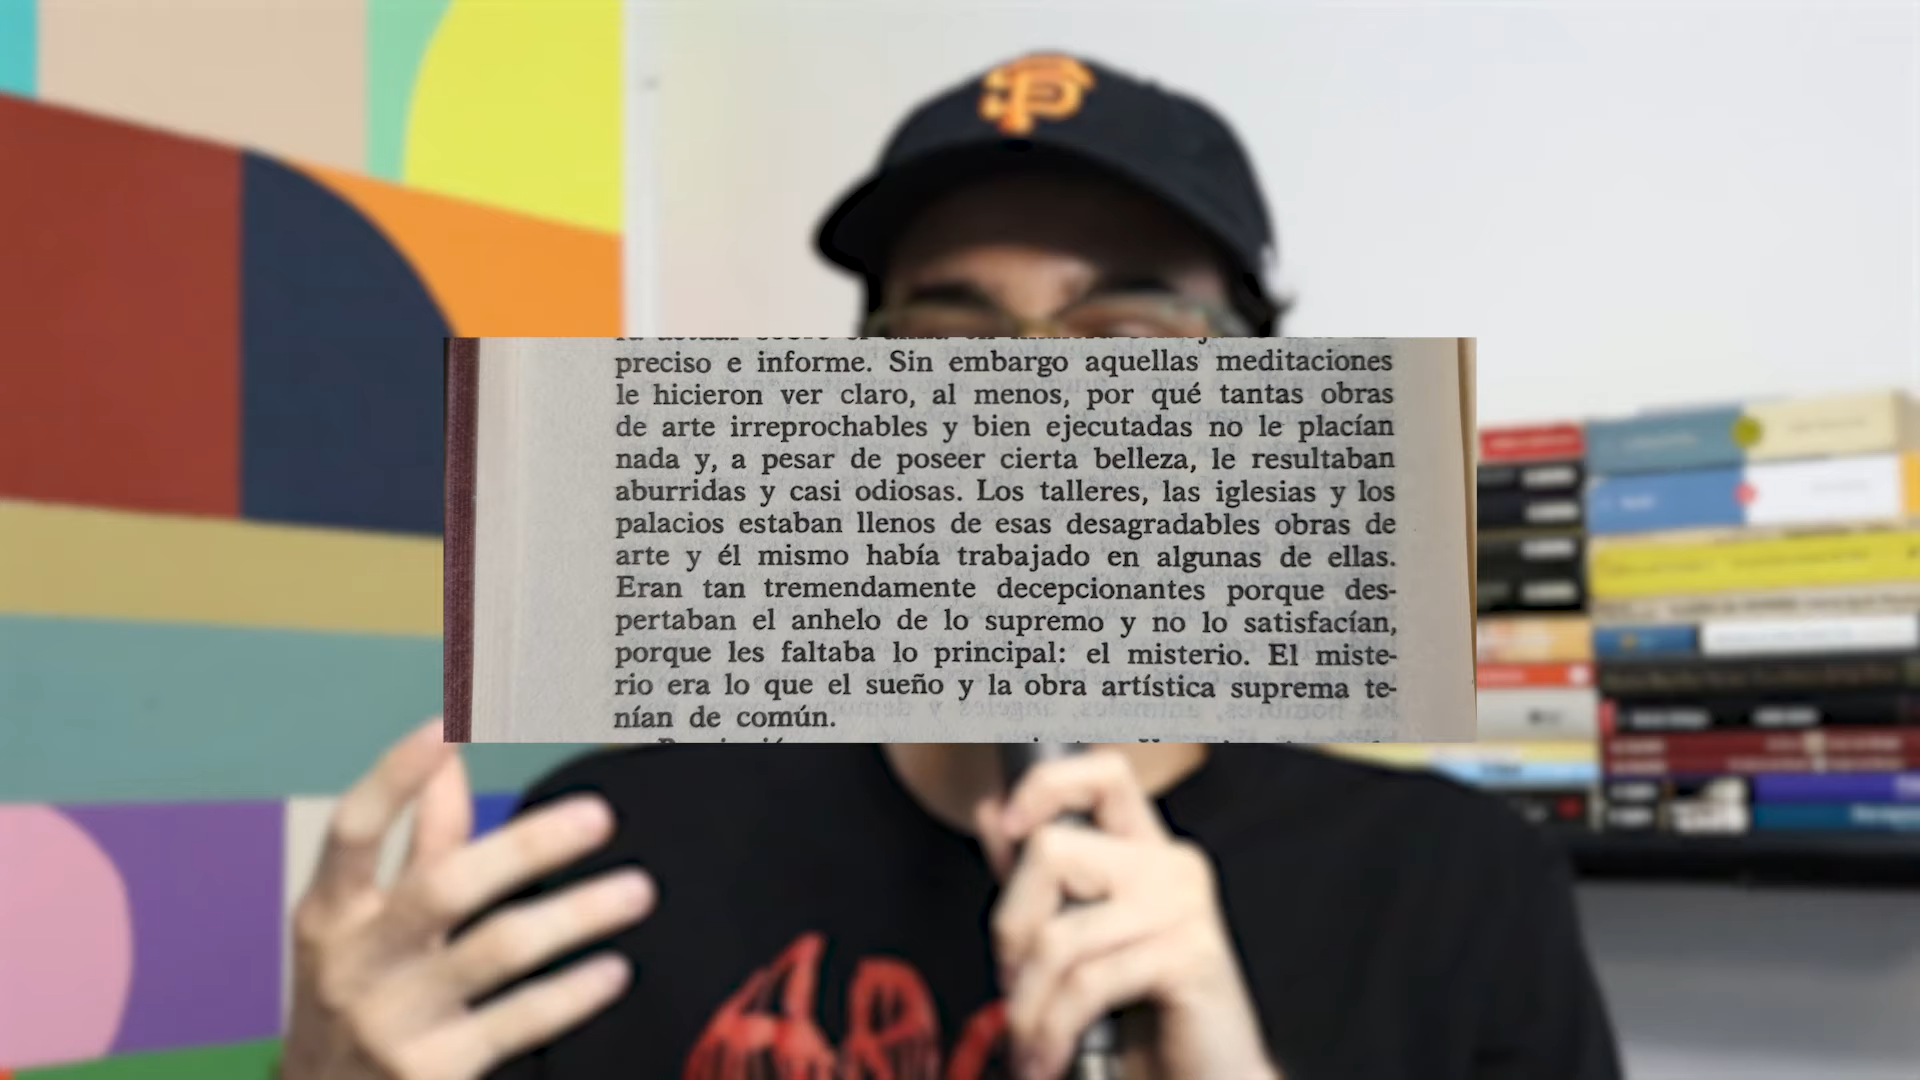 preciso e informe. Sin embargo aquellas meditaciones
le hicieron ver claro, al menos, por qué tantas obras
de arte irreprochables y bien ejecutadas no le placían
nada y, a pesar de poseer cierta belleza, le resultaban
aburridas y casi odiosas. Los talleres, las iglesias y los
palacios estaban llenos de esas desagradables obras de
arte y él mismo había trabajado en algunas de ellas.
Eran tan tremendamente decepcionantes porque des-
pertaban el anhelo de lo supremo y no lo satisfacían,
porque les faltaba lo principal: el misterio. El miste-
rio era lo que el sueño y la obra artística suprema te-
nían de común.